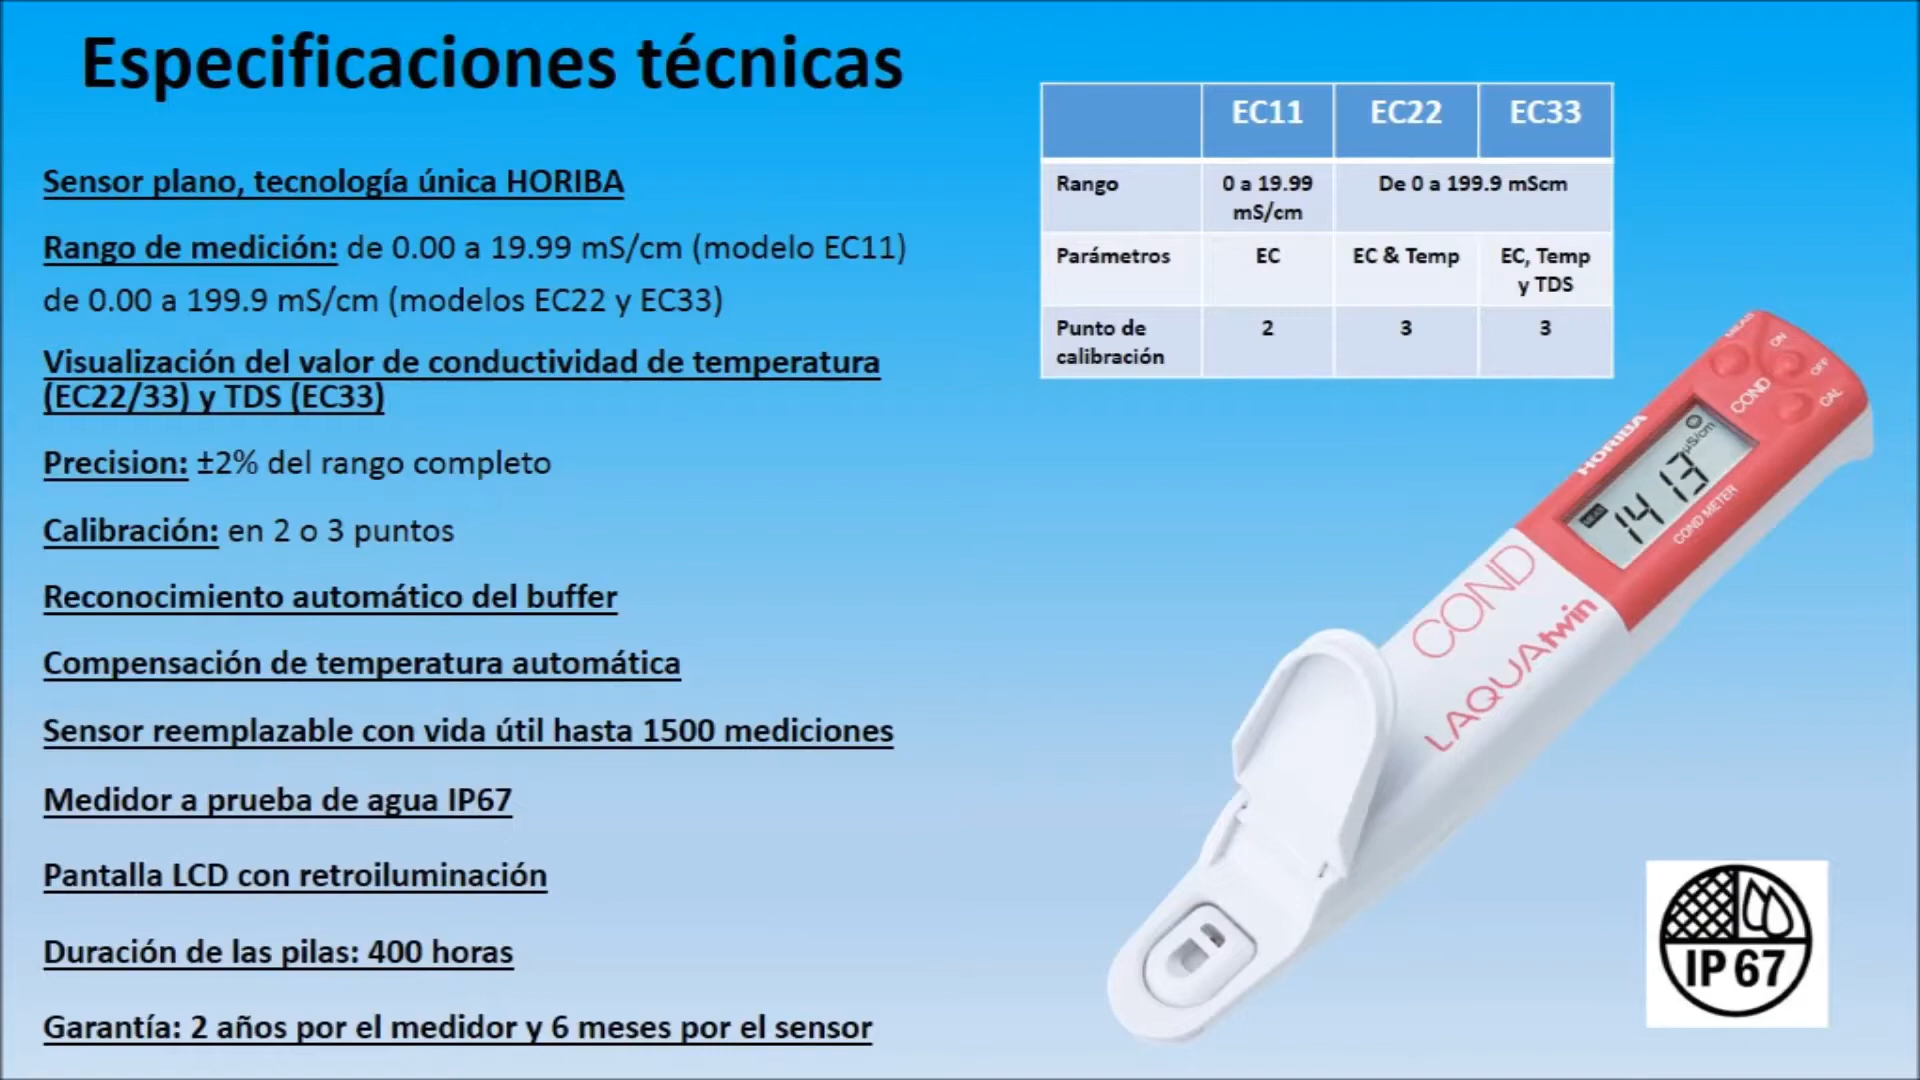 Especificaciones técnicas
Sensor plano, tecnología única HORIBA
Rango de medición: de 0.00 a 19.99 mS/cm (modelo EC11)
de 0.00 a 199.9 mS/cm (modelos EC22 y EC33)
Visualización del valor de conductividad de temperatura
(EC22/33) y TDS (EC33)
Precision: ±2% del rango completo
Calibración: en 2 o 3 puntos
Reconocimiento automático del buffer
Compensación de temperatura automática
Sensor reemplazable con vida útil hasta 1500 mediciones
Medidor a prueba de agua IP67
Pantalla LCD con retroiluminación
Duración de las pilas: 400 horas
Garantía: 2 años por el medidor y 6 meses por el sensor
EC11 EC22 EC33
Rango 0 a 19.99 De 0 a 199.9 mScm
mS/cm
Parámetros EC EC & Temp EC, Temp
y TDS
Punto de 2 3 3
calibración
MEAS
ON
OFF
CAL
COND
HORIBA
µS/cm
MEAS
1413
COND METER
COND
LAQUAtwin
IP 67